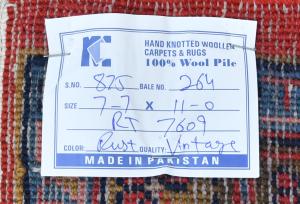 KC
HAND KNOTTED WOOLLEN
CARPETS & RUGS
100% Wool Pile
S.NO. 825 BALE NO. 264
SIZE 7-7 X 11-0
RT 7609
COLOR: Rust QUALITY: Vintage
MADE IN PAKISTAN